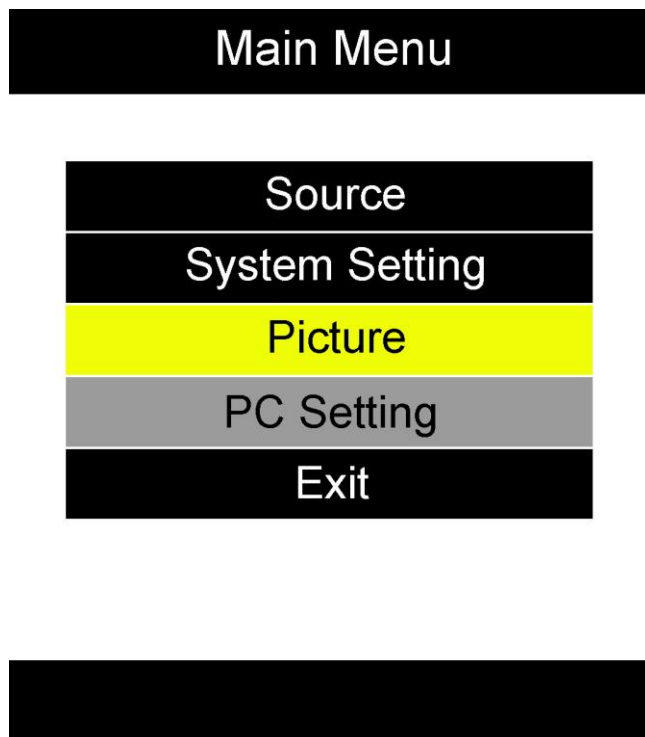 Main Menu
Source
System Setting
Picture
PC Setting
Exit